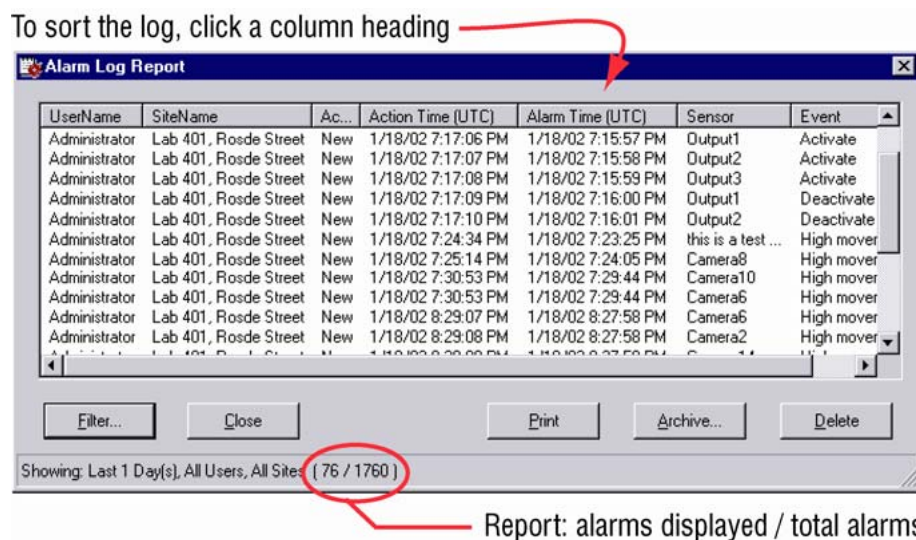 To sort the log, click a column heading
Alarm Log Report
UserName SiteName Ac... Action Time (UTC) Alarm Time (UTC) Sensor Event
Administrator Lab 401, Rosde Street New 1/18/02 7:17:06 PM 1/18/02 7:15:57 PM Output1 Activate
Administrator Lab 401, Rosde Street New 1/18/02 7:17:07 PM 1/18/02 7:15:58 PM Output2 Activate
Administrator Lab 401, Rosde Street New 1/18/02 7:17:08 PM 1/18/02 7:15:59 PM Output3 Activate
Administrator Lab 401, Rosde Street New 1/18/02 7:17:09 PM 1/18/02 7:16:00 PM Output1 Deactivate
Administrator Lab 401, Rosde Street New 1/18/02 7:17:10 PM 1/18/02 7:16:01 PM Output2 Deactivate
Administrator Lab 401, Rosde Street New 1/18/02 7:24:34 PM 1/18/02 7:23:25 PM this is a test ... High mover
Administrator Lab 401, Rosde Street New 1/18/02 7:25:14 PM 1/18/02 7:24:05 PM Camera8 High mover
Administrator Lab 401, Rosde Street New 1/18/02 7:30:53 PM 1/18/02 7:29:44 PM Camera10 High mover
Administrator Lab 401, Rosde Street New 1/18/02 7:30:53 PM 1/18/02 7:29:44 PM Camera6 High mover
Administrator Lab 401, Rosde Street New 1/18/02 8:29:07 PM 1/18/02 8:27:58 PM Camera6 High mover
Administrator Lab 401, Rosde Street New 1/18/02 8:29:08 PM 1/18/02 8:27:58 PM Camera2 High mover
Filter... Close Print Archive... Delete
Showing: Last 1 Day(s), All Users, All Sites ( 76 / 1760 )
Report: alarms displayed / total alarms